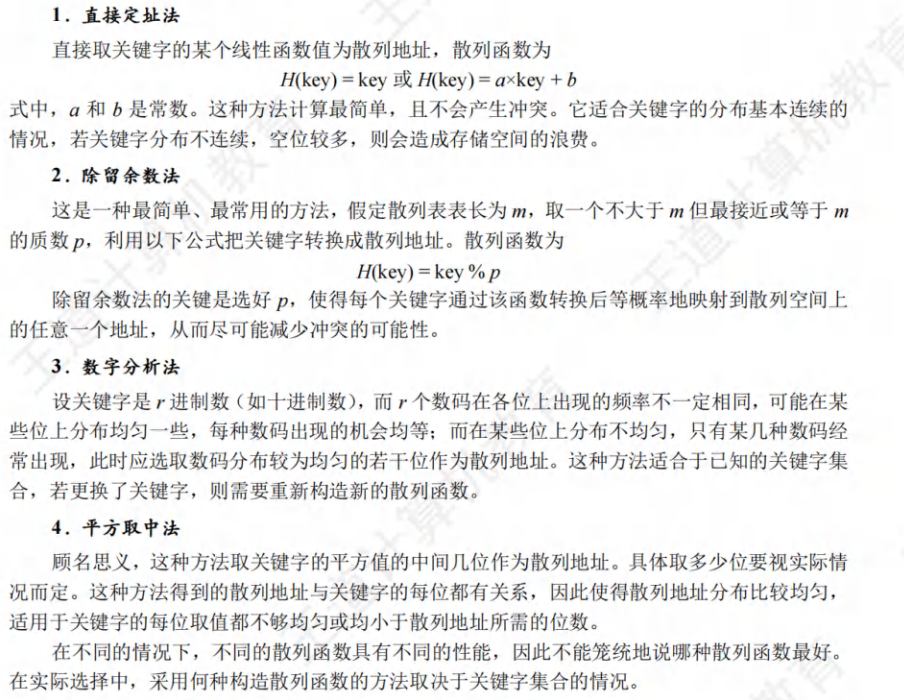 1．直接定址法
直接取关键字的某个线性函数值为散列地址，散列函数为
H(key) = key 或 H(key) = a×key + b
式中，a 和 b 是常数。这种方法计算最简单，且不会产生冲突。它适合关键字的分布基本连续的
情况，若关键字分布不连续，空位较多，则会造成存储空间的浪费。
2．除留余数法
这是一种最简单、最常用的方法，假定散列表表长为 m，取一个不大于 m 但最接近或等于 m
的质数 p，利用以下公式把关键字转换成散列地址。散列函数为
H(key) = key % p
除留余数法的关键是选好 p，使得每个关键字通过该函数转换后等概率地映射到散列空间上
的任意一个地址，从而尽可能减少冲突的可能性。
3．数字分析法
设关键字是 r 进制数（如十进制数），而 r 个数码在各位上出现的频率不一定相同，可能在某
些位上分布均匀一些，每种数码出现的机会均等；而在某些位上分布不均匀，只有某几种数码经
常出现，此时应选取数码分布较为均匀的若干位作为散列地址。这种方法适合于已知的关键字集
合，若更换了关键字，则需要重新构造新的散列函数。
4．平方取中法
顾名思义，这种方法取关键字的平方值的中间几位作为散列地址。具体取多少位要视实际情
况而定。这种方法得到的散列地址与关键字的每位都有关系，因此使得散列地址分布比较均匀，
适用于关键字的每位取值都不够均匀或均小于散列地址所需的位数。
在不同的情况下，不同的散列函数具有不同的性能，因此不能笼统地说哪种散列函数最好。
在实际选择中，采用何种构造散列函数的方法取决于关键字集合的情况。
王道计算机教育
王道计算机教育